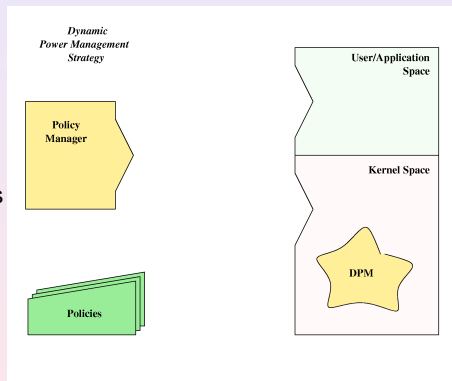 Dynamic
Power Management
Strategy
User/Application
Space
Policy
Manager
Kernel Space
s
DPM
Policies